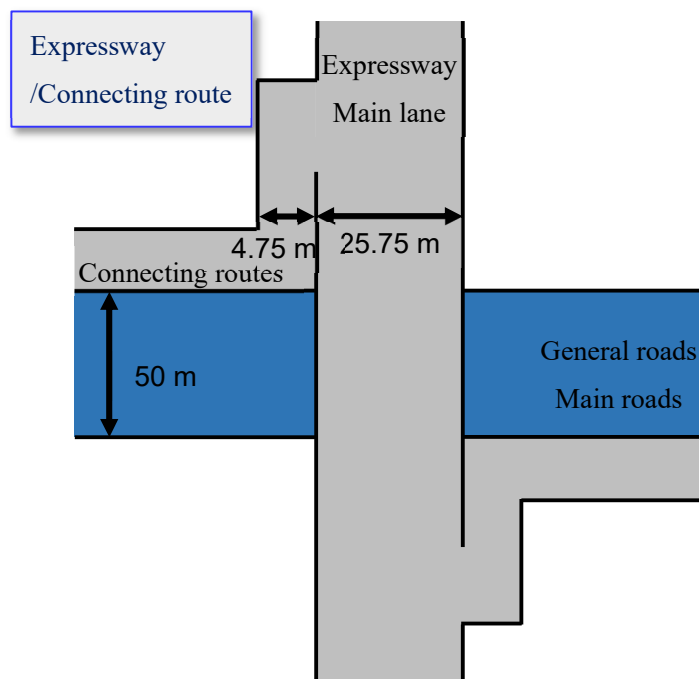 Expressway
/Connecting route
Expressway
Main lane
4.75 m
25.75 m
Connecting routes
50 m
General roads
Main roads